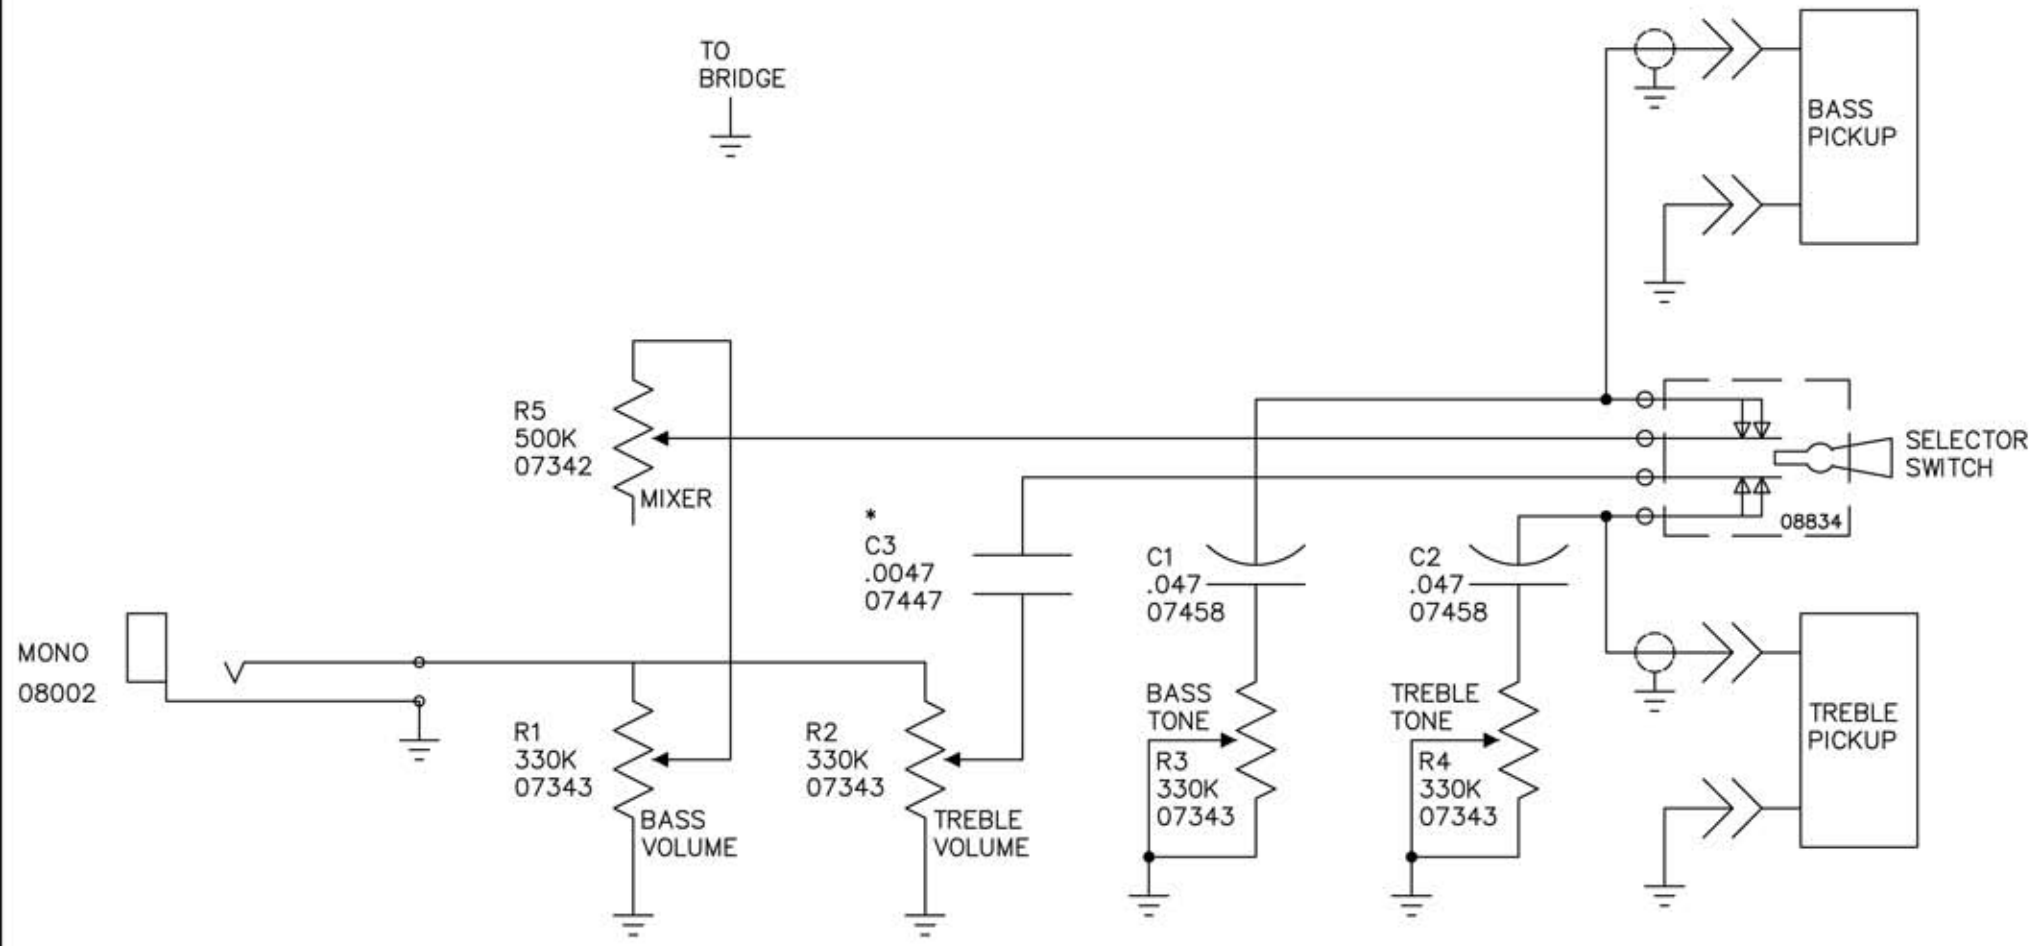 TO
BRIDGE
BASS
PICKUP
R5
500K
07342
MIXER
SELECTOR
SWITCH
08834
*
C3
.0047
07447
C1
.047
07458
C2
.047
07458
MONO
08002
R1
330K
07343
BASS
VOLUME
R2
330K
07343
TREBLE
VOLUME
BASS
TONE
R3
330K
07343
TREBLE
TONE
R4
330K
07343
TREBLE
PICKUP